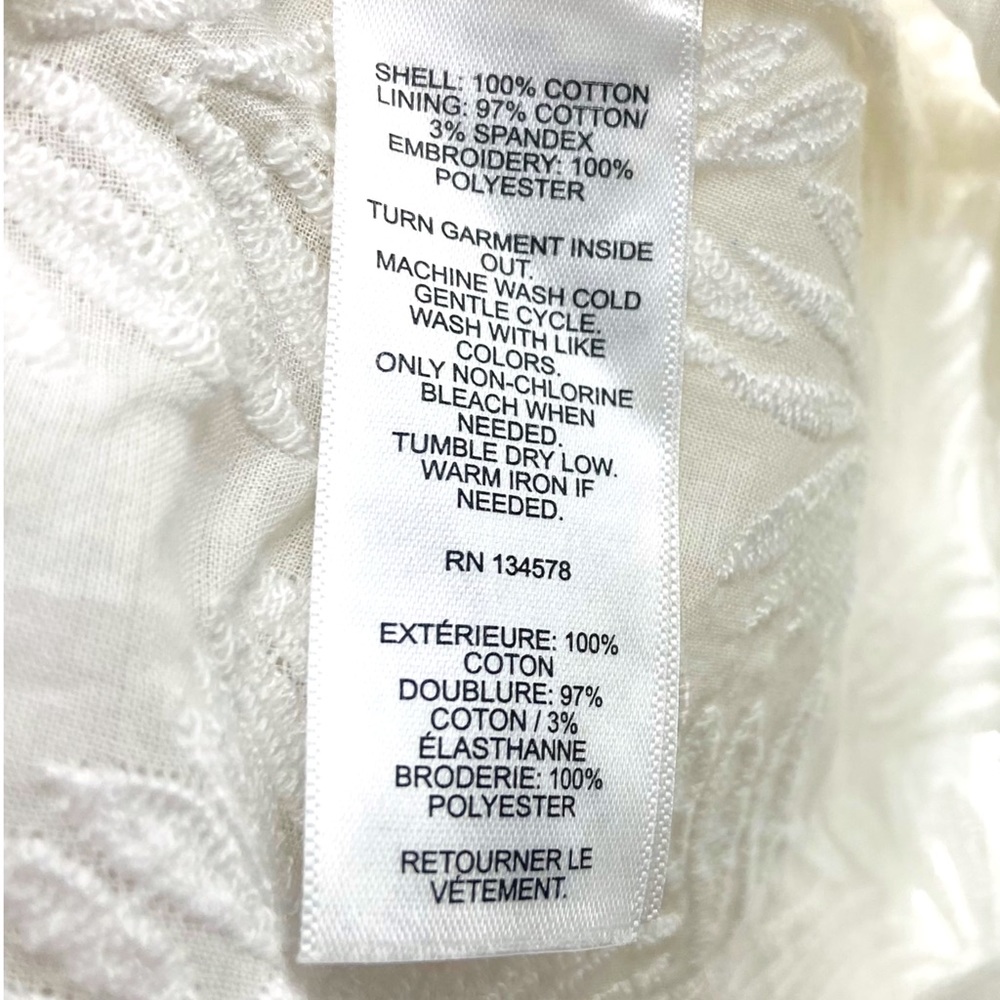 SHELL: 100% COTTON
LINING: 97% COTTON/
3% SPANDEX
EMBROIDERY: 100%
POLYESTER
TURN GARMENT INSIDE
OUT.
MACHINE WASH COLD
GENTLE CYCLE.
WASH WITH LIKE
COLORS.
ONLY NON-CHLORINE
BLEACH WHEN
NEEDED.
TUMBLE DRY LOW.
WARM IRON IF
NEEDED.
RN 134578
EXTÉRIEURE: 100%
COTON
DOUBLURE: 97%
COTON / 3%
ÉLASTHANNE
BRODERIE: 100%
POLYESTER
RETOURNER LE
VÉTEMENT.